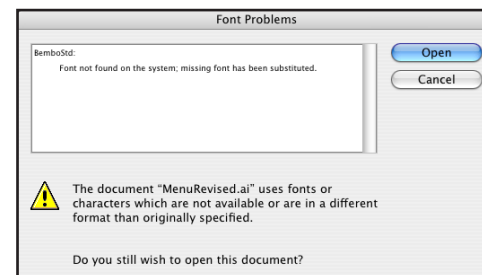 Font Problems
BemboStd:
Font not found on the system; missing font has been substituted.
Open
Cancel
The document “MenuRevised.ai” uses fonts or
characters which are not available or are in a different
format than originally specified.
Do you still wish to open this document?